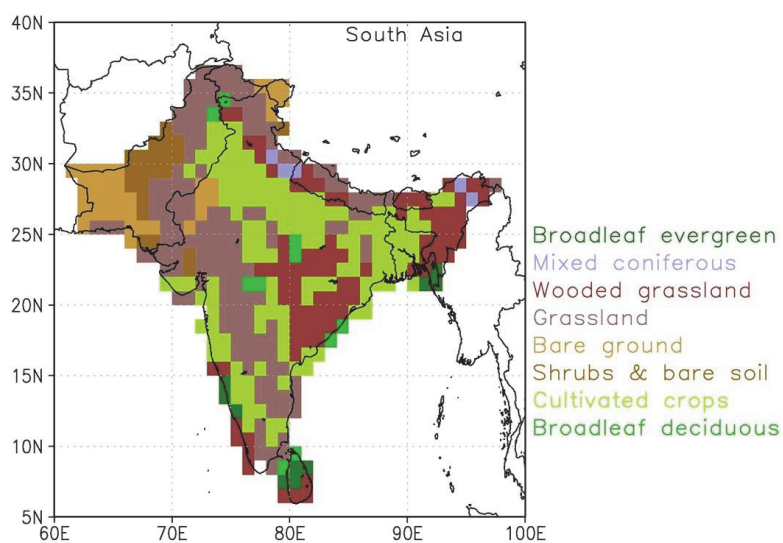 40N
South Asia
35N
30N
25N
20N
15N
10N
5N
60E
70E
80E
90E
100E
Broadleaf evergreen
Mixed coniferous
Wooded grassland
Grassland
Bare ground
Shrubs & bare soil
Cultivated crops
Broadleaf deciduous